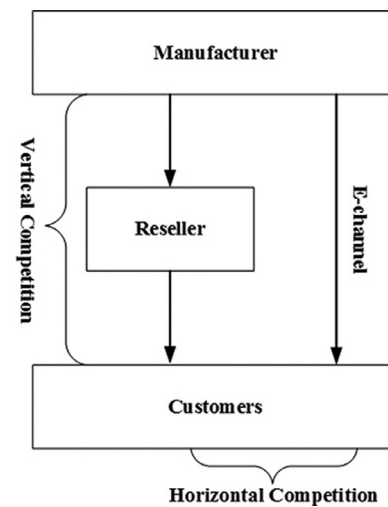 Manufacturer
Vertical Competition
Reseller
E-channel
Customers
Horizontal Competition